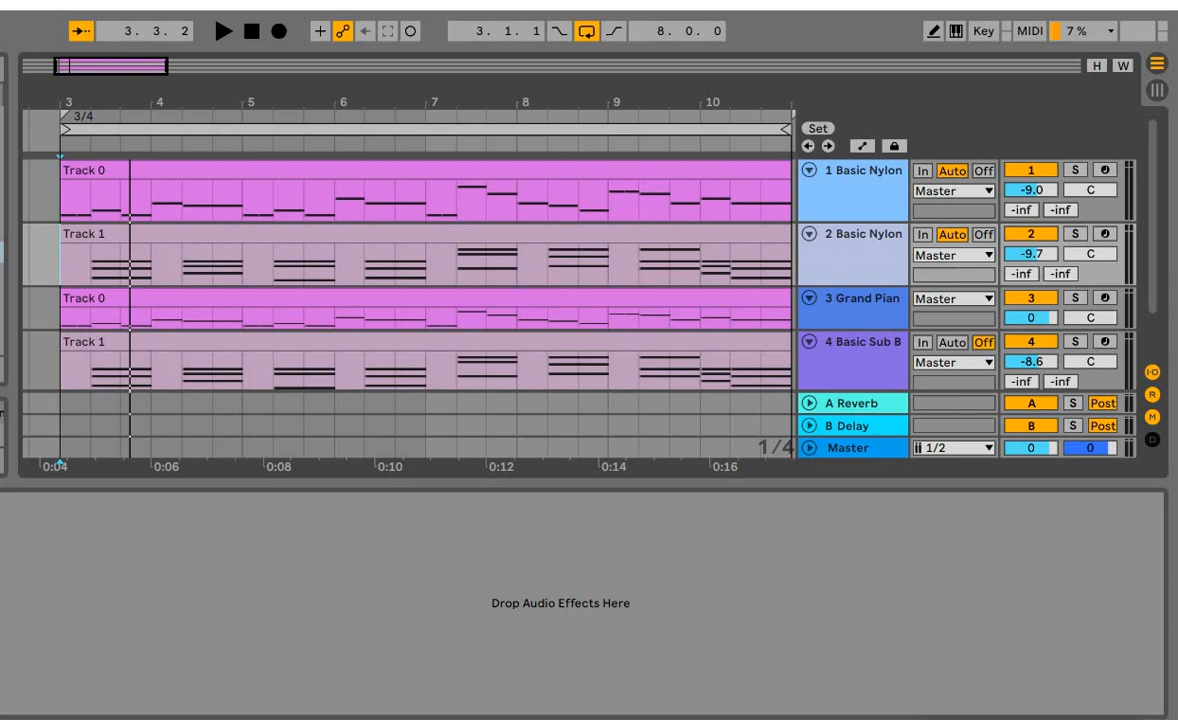 3. 3. 2
3. 1. 1
8. 0. 0
Key
MIDI
7 %
H W
3 4 5 6 7 8 9 10
3/4
Set
Track 0
1 Basic Nylon In Auto Off 1 S
Master -9.0 C
-inf -inf
Track 1
2 Basic Nylon In Auto Off 2 S
Master -9.7 C
-inf -inf
Track 0
3 Grand Pian Master 3 S
0 C
Track 1
4 Basic Sub B In Auto Off 4 S
Master -8.6 C
-inf -inf
A Reverb A S Post
B Delay B S Post
1/4
Master 1/2 0 0
0:04 0:06 0:08 0:10 0:12 0:14 0:16
I·O
R
M
D
Drop Audio Effects Here